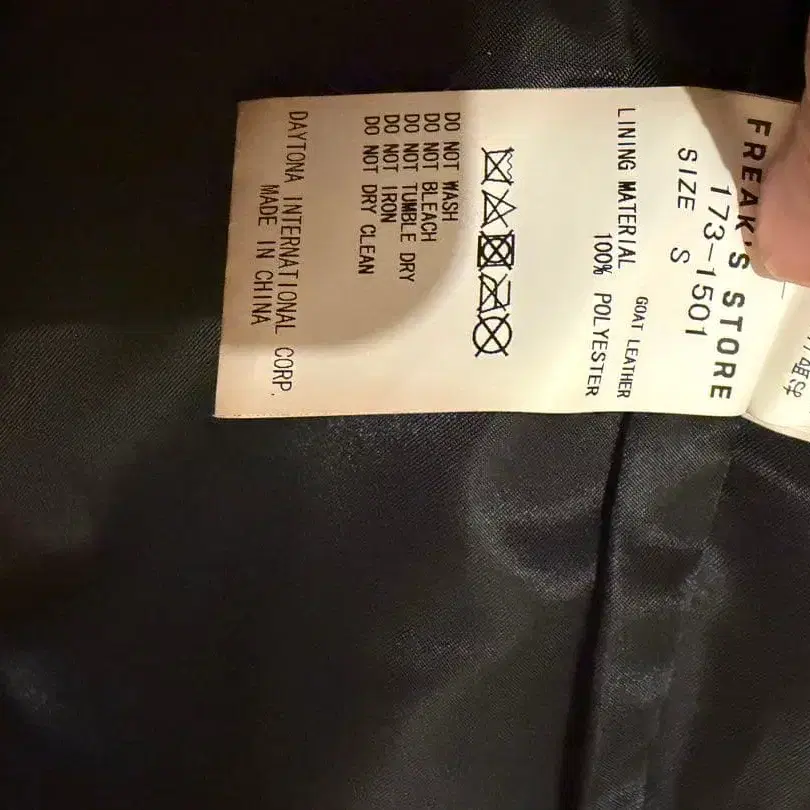 FREAK'S STORE
173-1501
SIZE S
GOAT LEATHER
LINING MATERIAL
100% POLYESTER
DO NOT WASH
DO NOT BLEACH
DO NOT TUMBLE DRY
DO NOT IRON
DO NOT DRY CLEAN
DAYTONA INTERNATIONAL CORP.
MADE IN CHINA